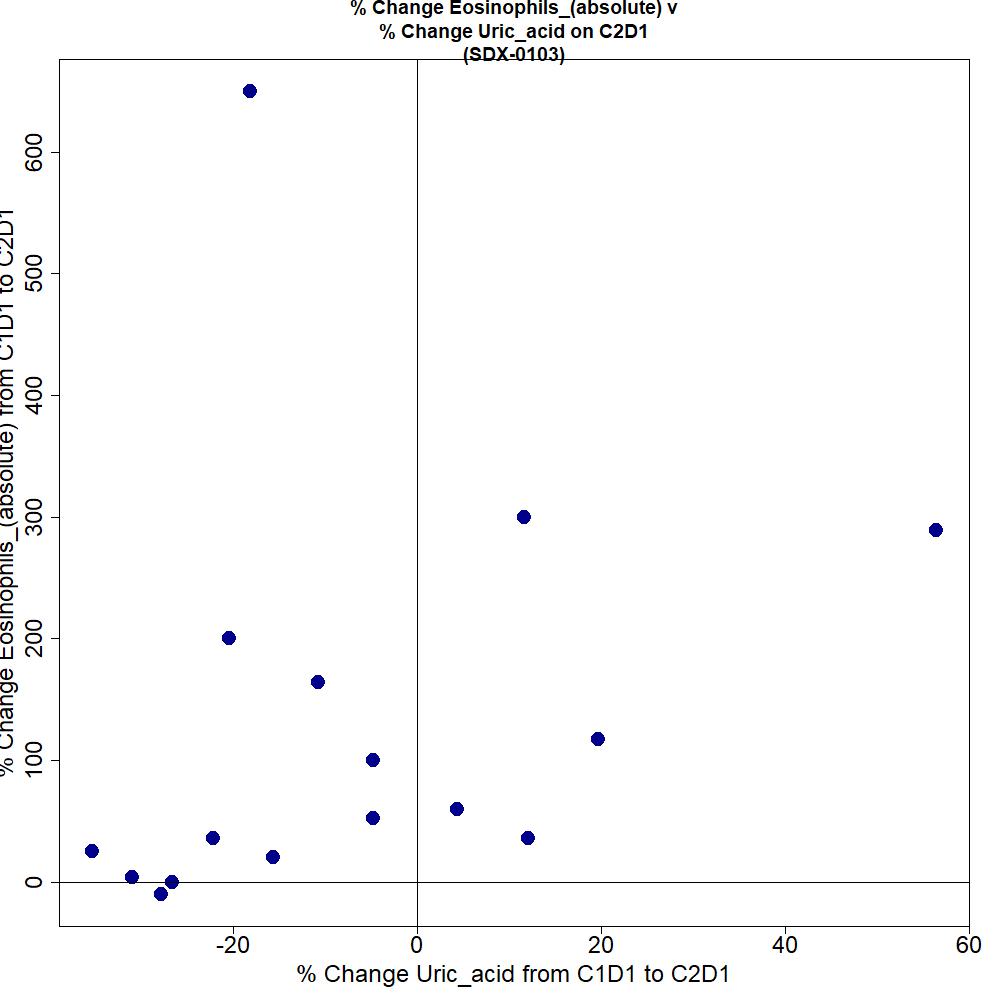 % Change Eosinophils_(absolute) v
% Change Uric_acid on C2D1
(SDX-0103)
% Change Eosinophils_(absolute) from C1D1 to C2D1
600
500
400
300
200
100
0
-20
0
20
40
60
% Change Uric_acid from C1D1 to C2D1